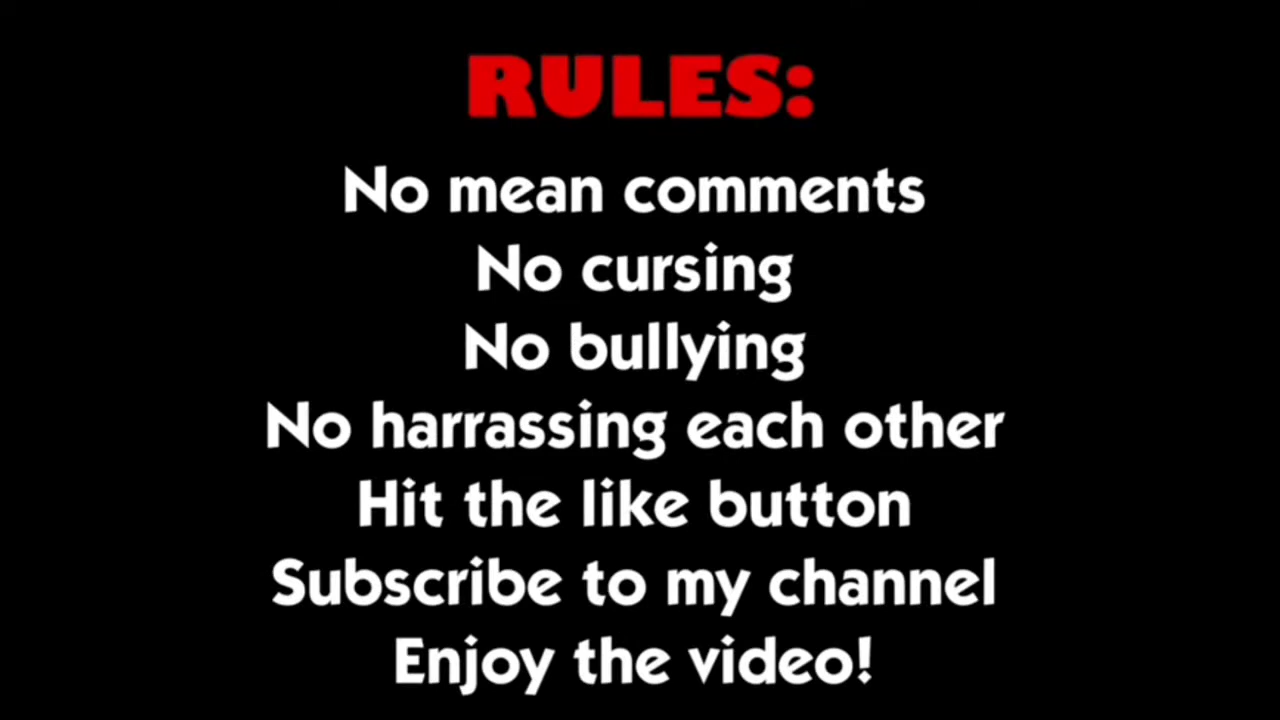 RULES:
No mean comments
No cursing
No bullying
No harrassing each other
Hit the like button
Subscribe to my channel
Enjoy the video!